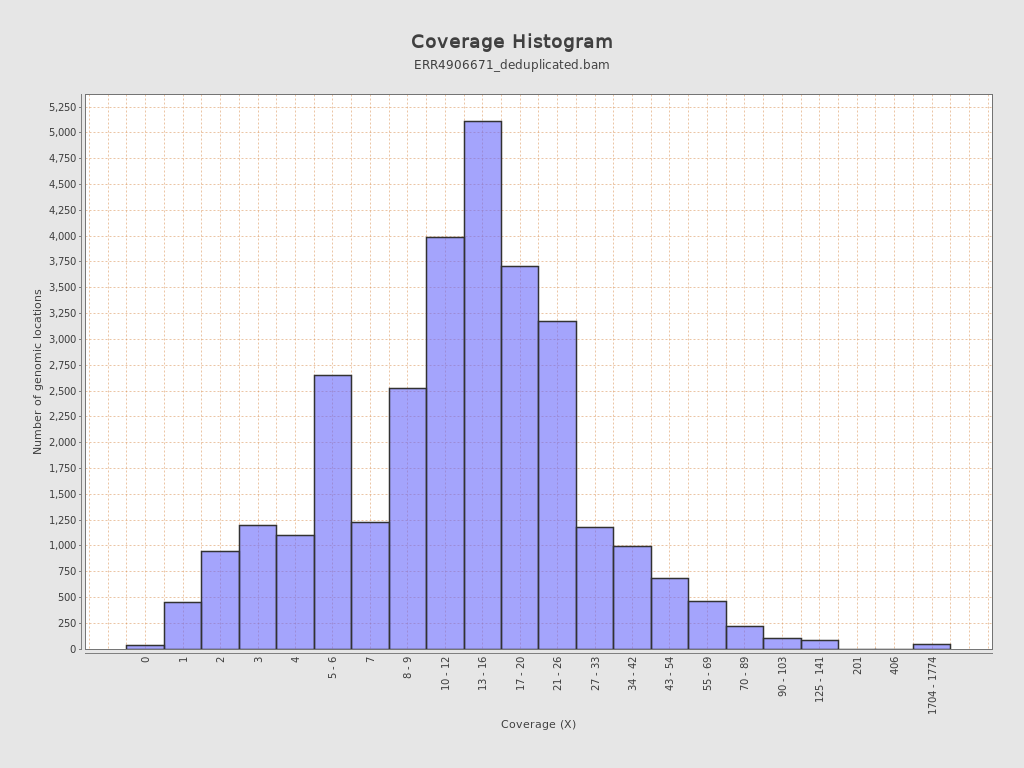 Coverage Histogram
ERR4906671_deduplicated.bam
Number of genomic locations
5,250
5,000
4,750
4,500
4,250
4,000
3,750
3,500
3,250
3,000
2,750
2,500
2,250
2,000
1,750
1,500
1,250
1,000
750
500
250
0
0
1
2
3
4
5 - 6
7
8 - 9
10 - 12
13 - 16
17 - 20
21 - 26
27 - 33
34 - 42
43 - 54
55 - 69
70 - 89
90 - 103
125 - 141
201
406
1704 - 1774
Coverage (X)